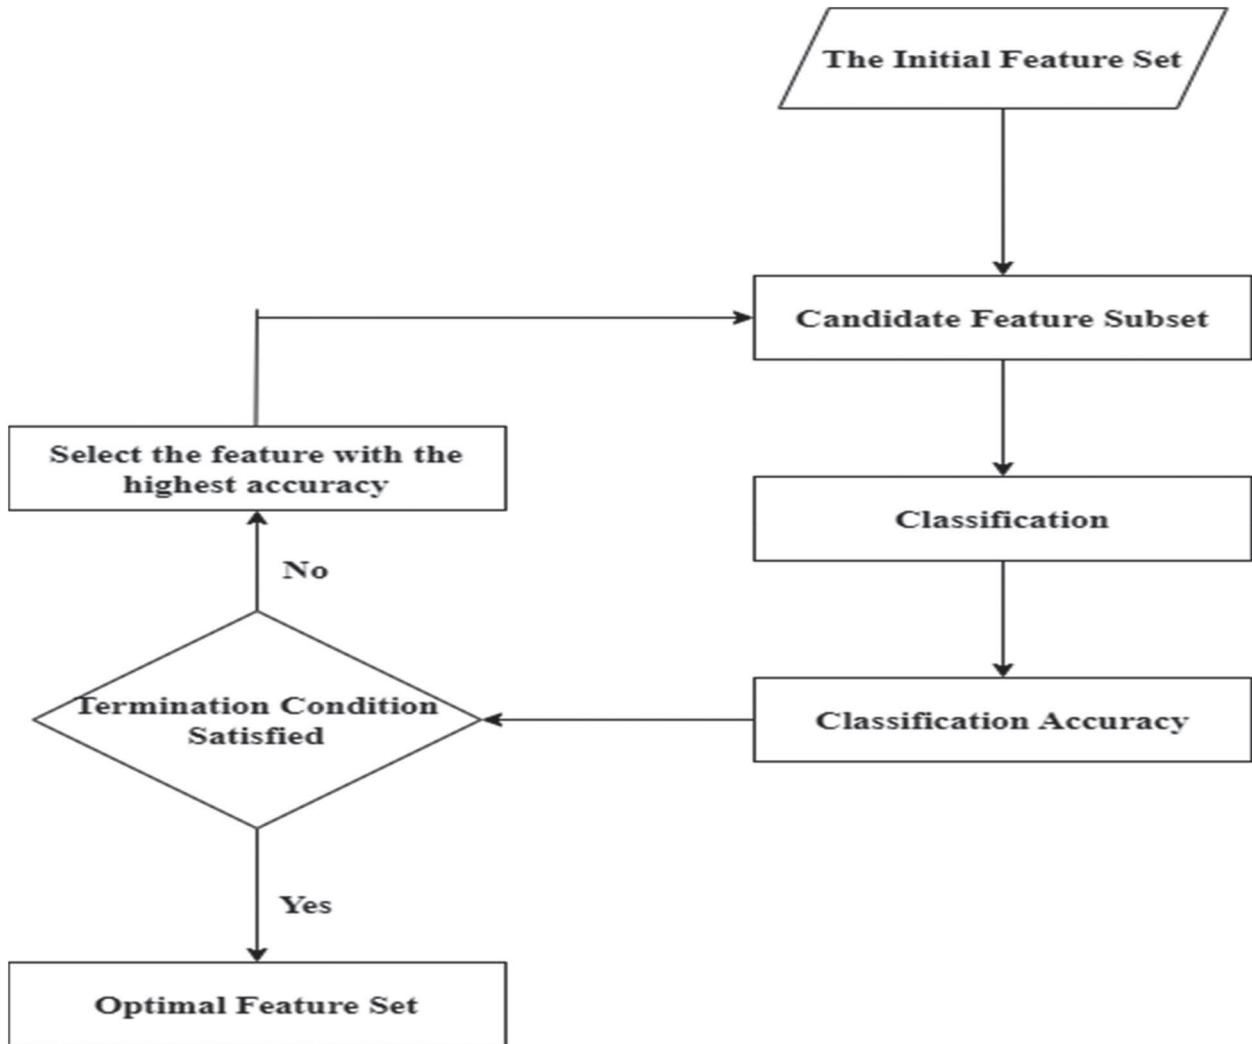 The Initial Feature Set
Candidate Feature Subset
Select the feature with the
highest accuracy
Classification
No
Termination Condition
Satisfied
Classification Accuracy
Yes
Optimal Feature Set